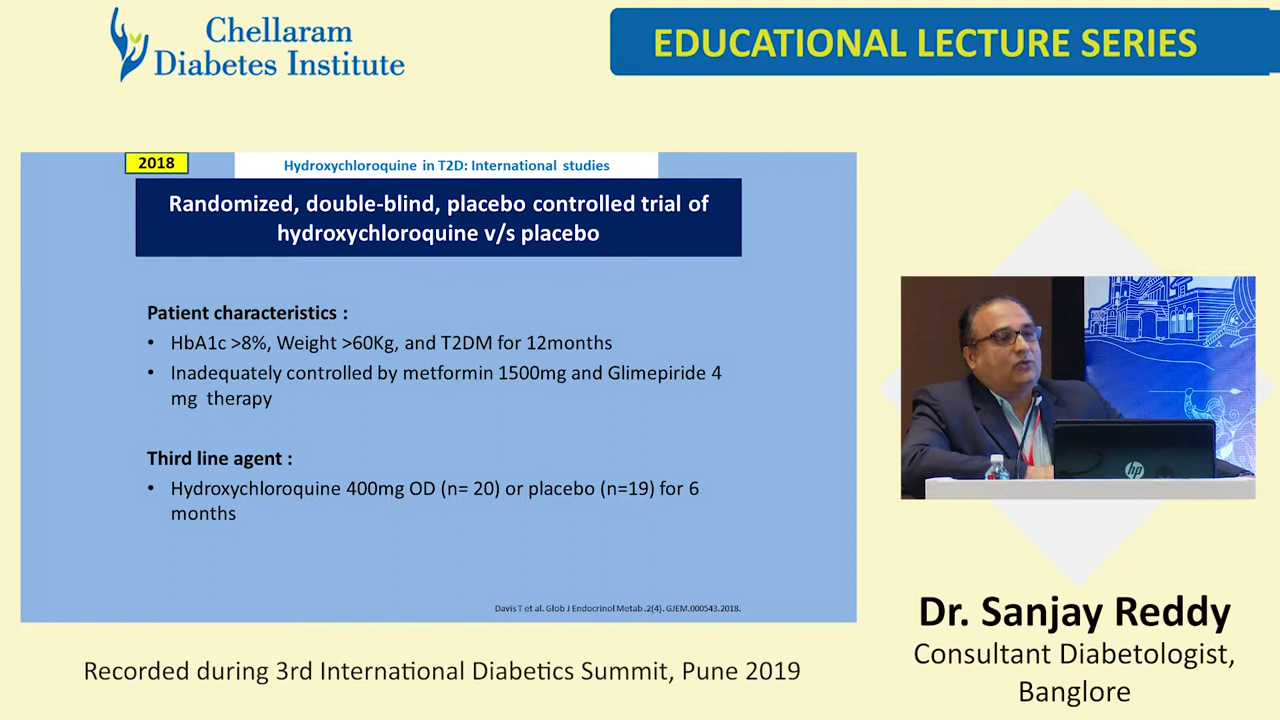 Chellaram
Diabetes Institute
EDUCATIONAL LECTURE SERIES
2018
Hydroxychloroquine in T2D: International studies
Randomized, double-blind, placebo controlled trial of
hydroxychloroquine v/s placebo
Patient characteristics :
• HbA1c >8%, Weight >60Kg, and T2DM for 12months
• Inadequately controlled by metformin 1500mg and Glimepiride 4
mg therapy
Third line agent :
• Hydroxychloroquine 400mg OD (n= 20) or placebo (n=19) for 6
months
Davis T et al. Glob J Endocrinol Metab .2(4). GJEM.000543.2018.
hp
Dr. Sanjay Reddy
Consultant Diabetologist,
Banglore
Recorded during 3rd International Diabetics Summit, Pune 2019